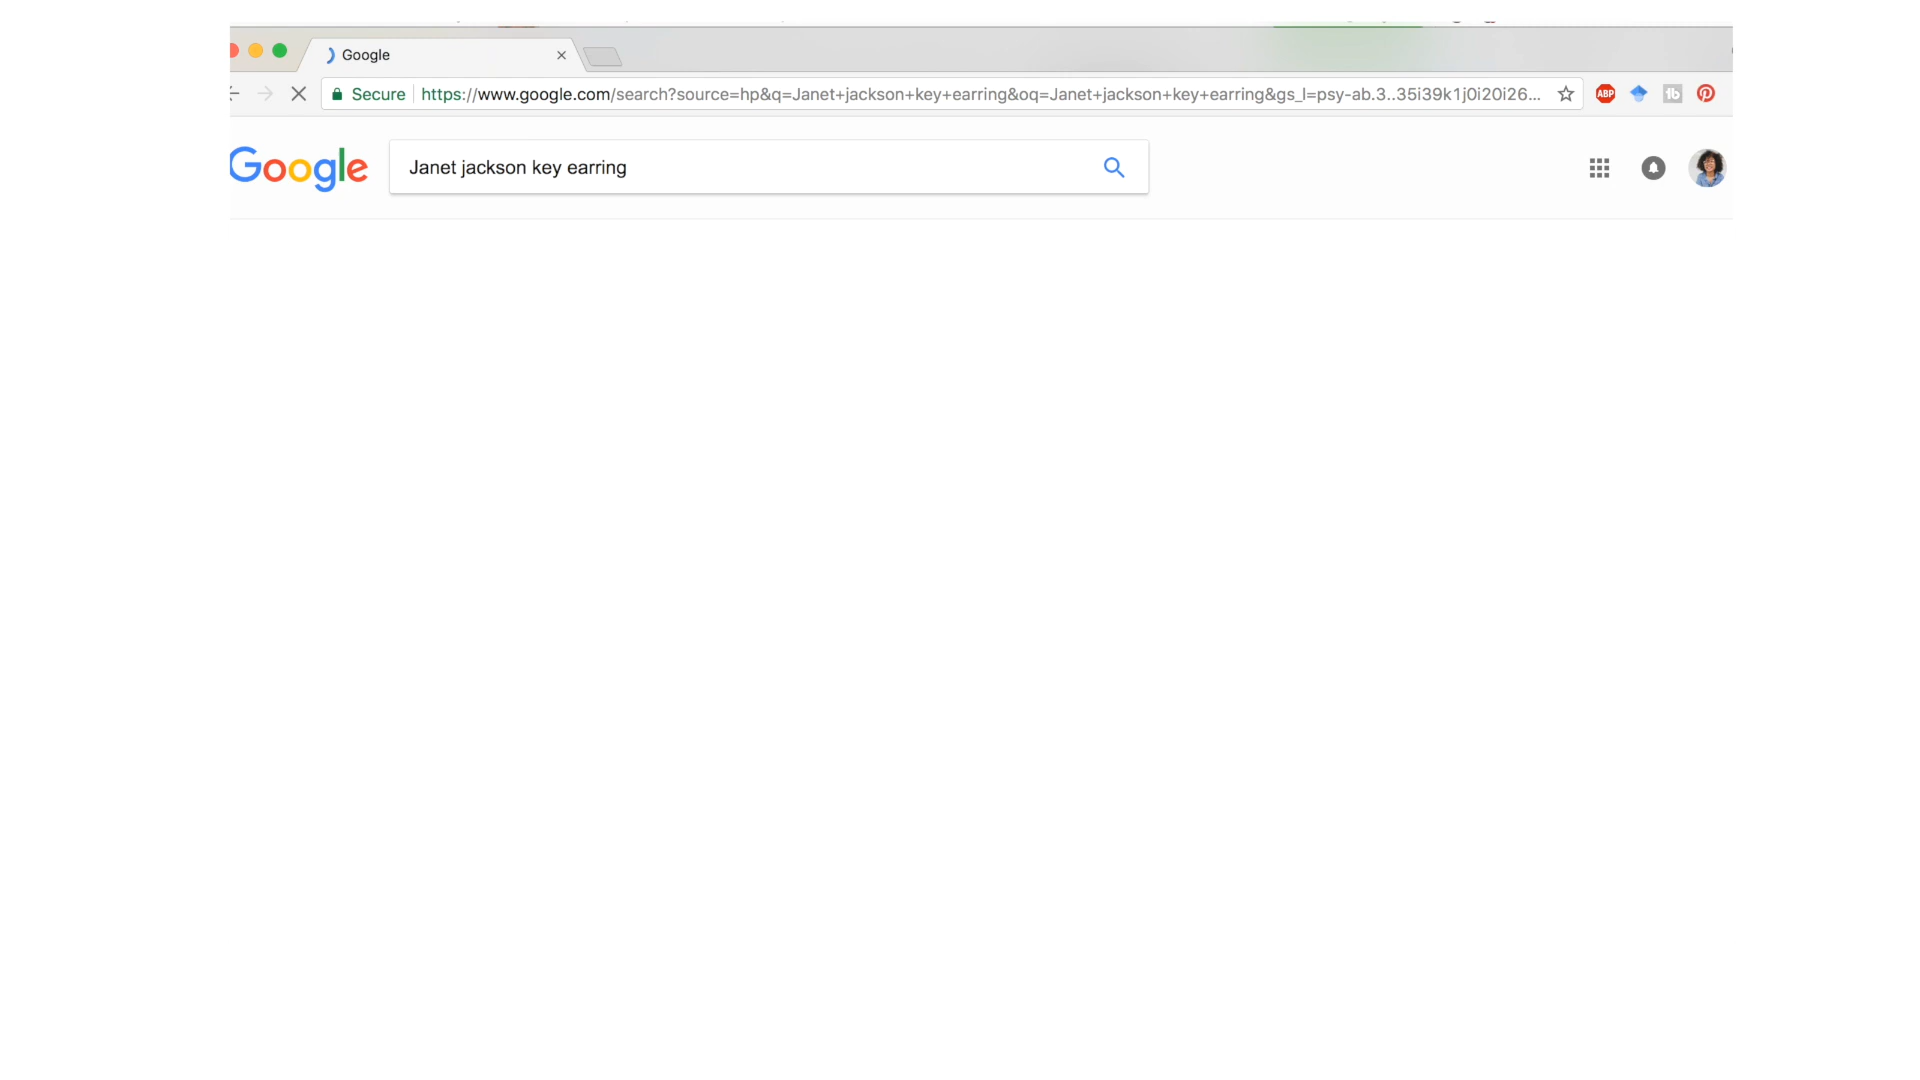 Google
Secure https://www.google.com/search?source=hp&q=Janet+jackson+key+earring&oq=Janet+jackson+key+earring&gs_l=psy-ab.3..35i39k1j0i20i26...
ABP
Google Janet jackson key earring